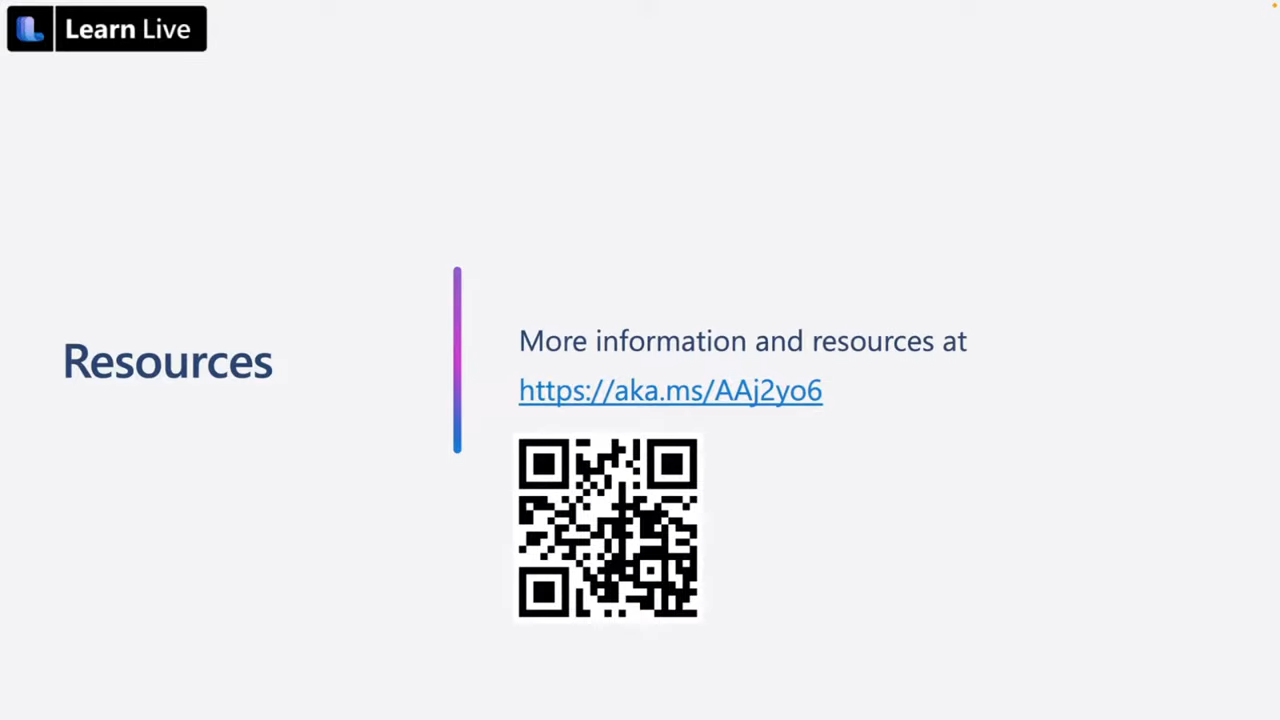 Learn Live
Resources
More information and resources at
https://aka.ms/AAj2yo6